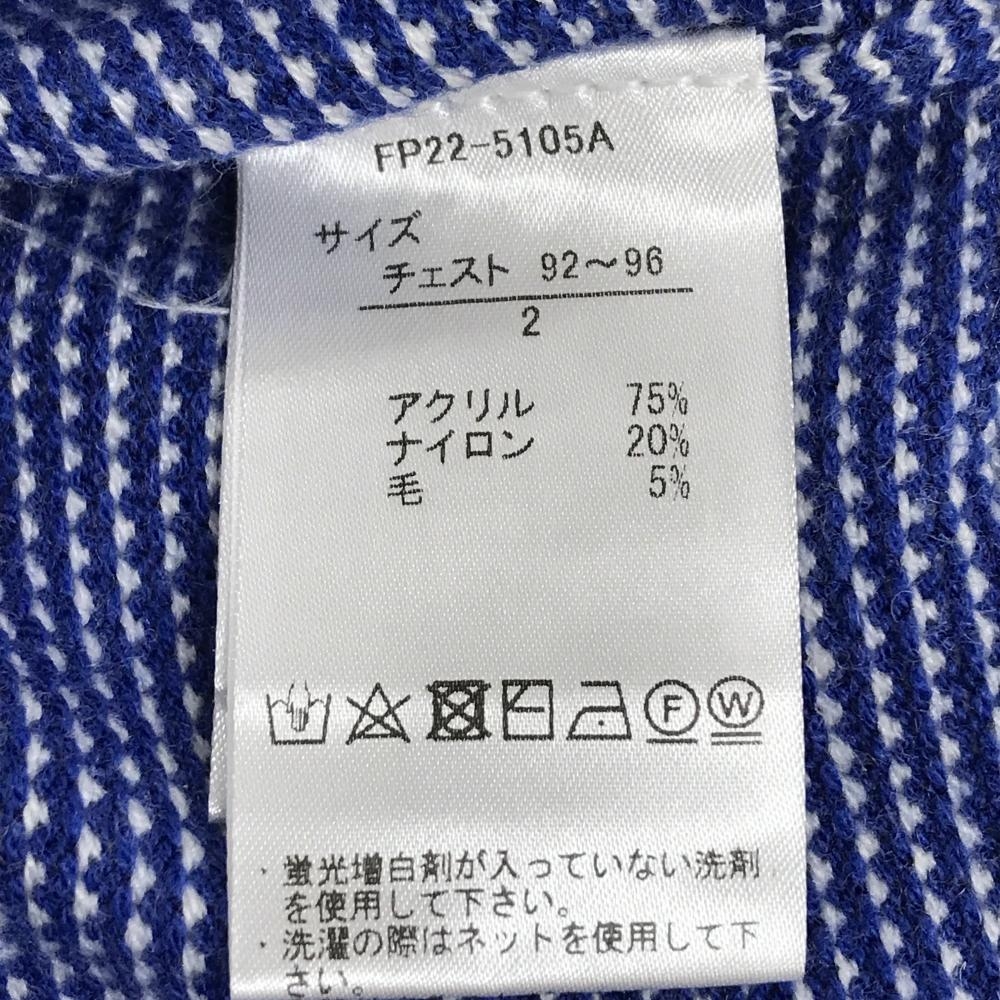 FP22-5105A
サイズ
チェスト 92～96
2
アクリル 75%
ナイロン 20%
毛 5%
F W
・蛍光増白剤が入っていない洗剤
を使用して下さい。
・洗濯の際はネットを使用して下
さい。